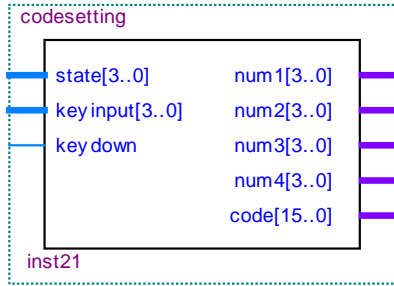 codesetting
state[3..0] num1[3..0]
keyinput[3..0] num2[3..0]
keydown num3[3..0]
num4[3..0]
code[15..0]
inst21